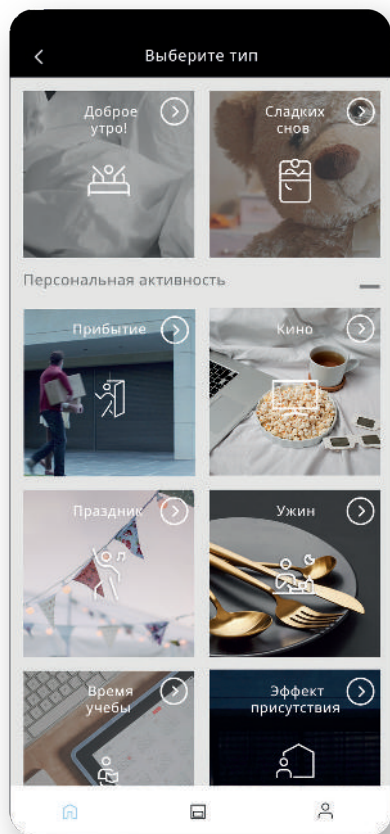 Выберите тип
Доброе
утро!
Сладких
снов
Персональная активность
Прибытие
Кино
Праздник
Ужин
Время
учебы
Эффект
присутствия